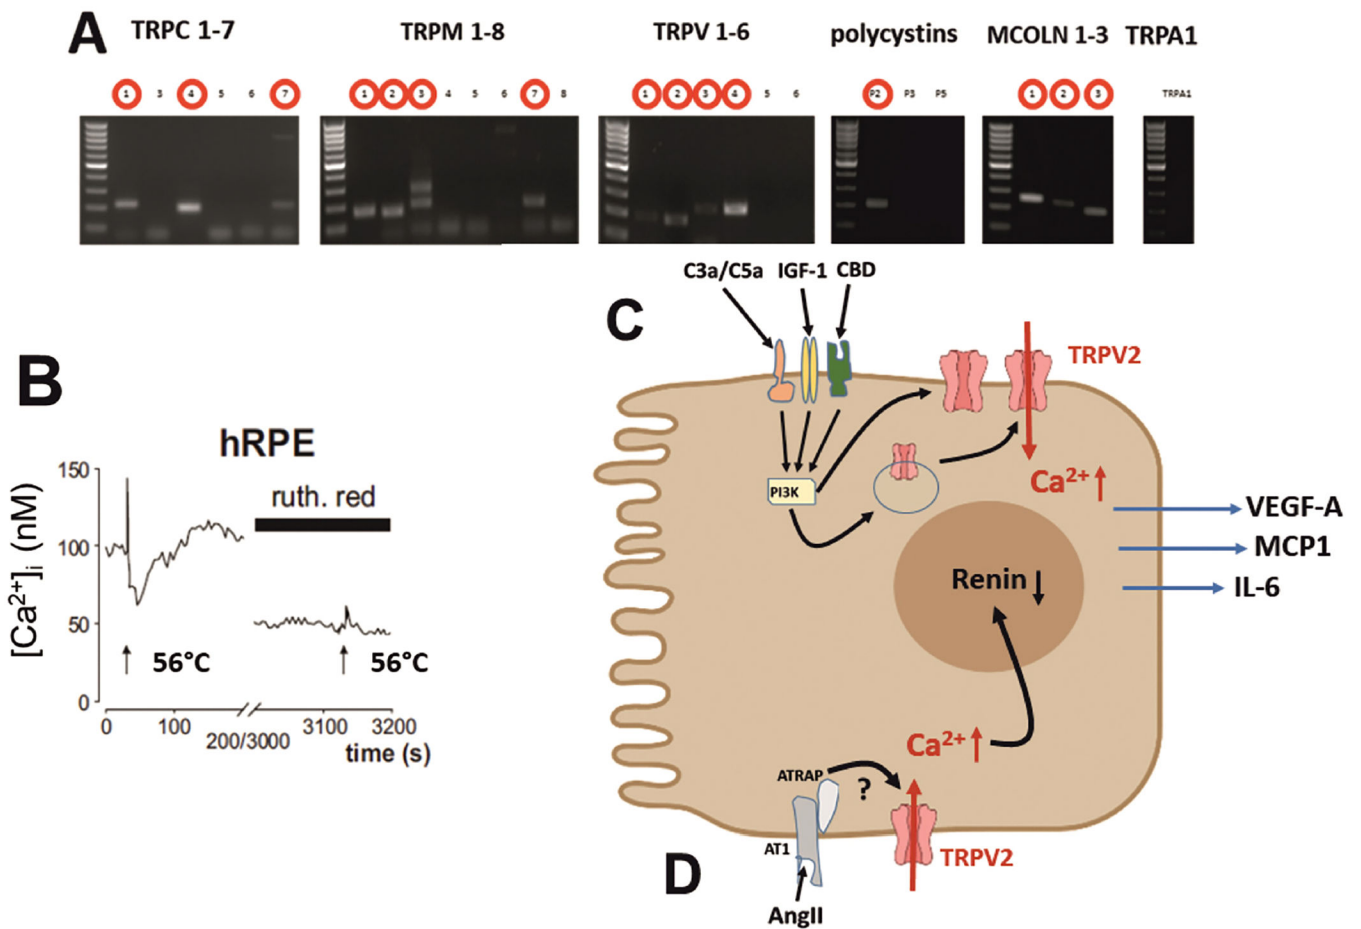 A
TRPC 1-7
TRPM 1-8
TRPV 1-6
polycystins
MCOLN 1-3
TRPA1
1 3 4 5 6 7
1 2 3 4 5 6 7 8
1 2 3 4 5 6
P2 P3 P5
1 2 3
TRPA1
B
hRPE
[Ca²⁺]ᵢ (nM)
150
100
50
0
ruth. red
56°C
56°C
0 100 200/3000 3100 3200
time (s)
C
C3a/C5a
IGF-1
CBD
PI3K
TRPV2
Ca²⁺
VEGF-A
MCP1
IL-6
Renin
Ca²⁺
ATRAP
?
AT1
TRPV2
D
AngII